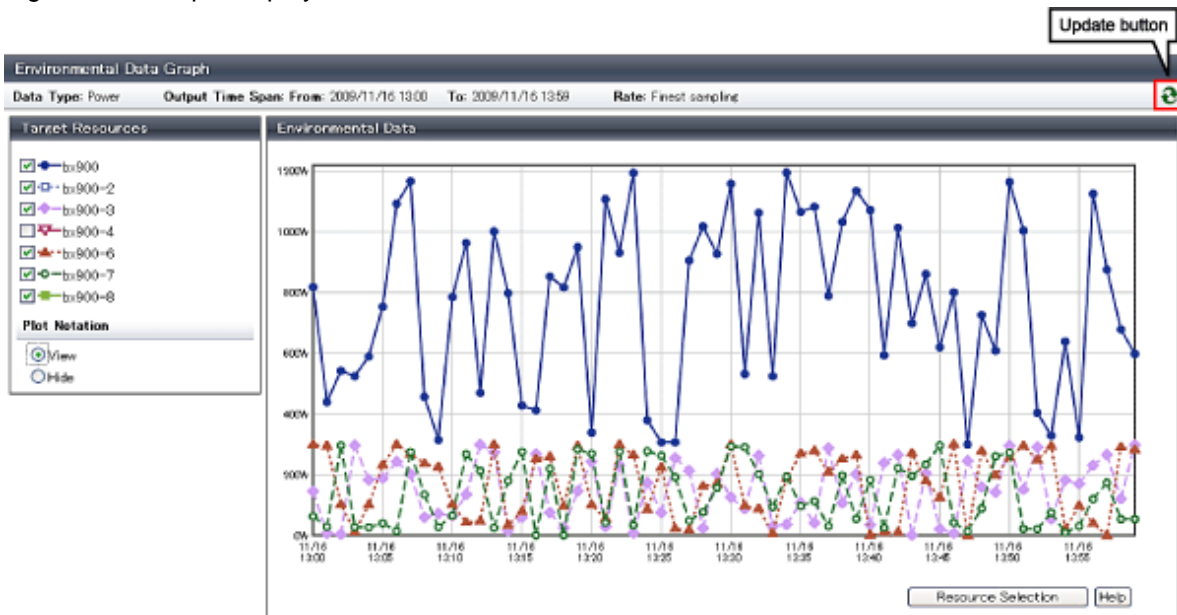 Update button
Environmental Data Graph
Data Type: Power Output Time Span: From: 2009/11/16 13:00 To: 2009/11/16 13:59 Rate: Finest sampling
Target Resources
Environmental Data
bx900
bx900-2
bx900-3
bx900-4
bx900-6
bx900-7
bx900-8
Plot Notation
View
Hide
1200W
1000W
800W
600W
400W
200W
0W
11/16 11/16 11/16 11/16 11/16 11/16 11/16 11/16 11/16 11/16 11/16 11/16
13:00 13:05 13:10 13:15 13:20 13:25 13:30 13:35 13:40 13:45 13:50 13:55
Resource Selection Help